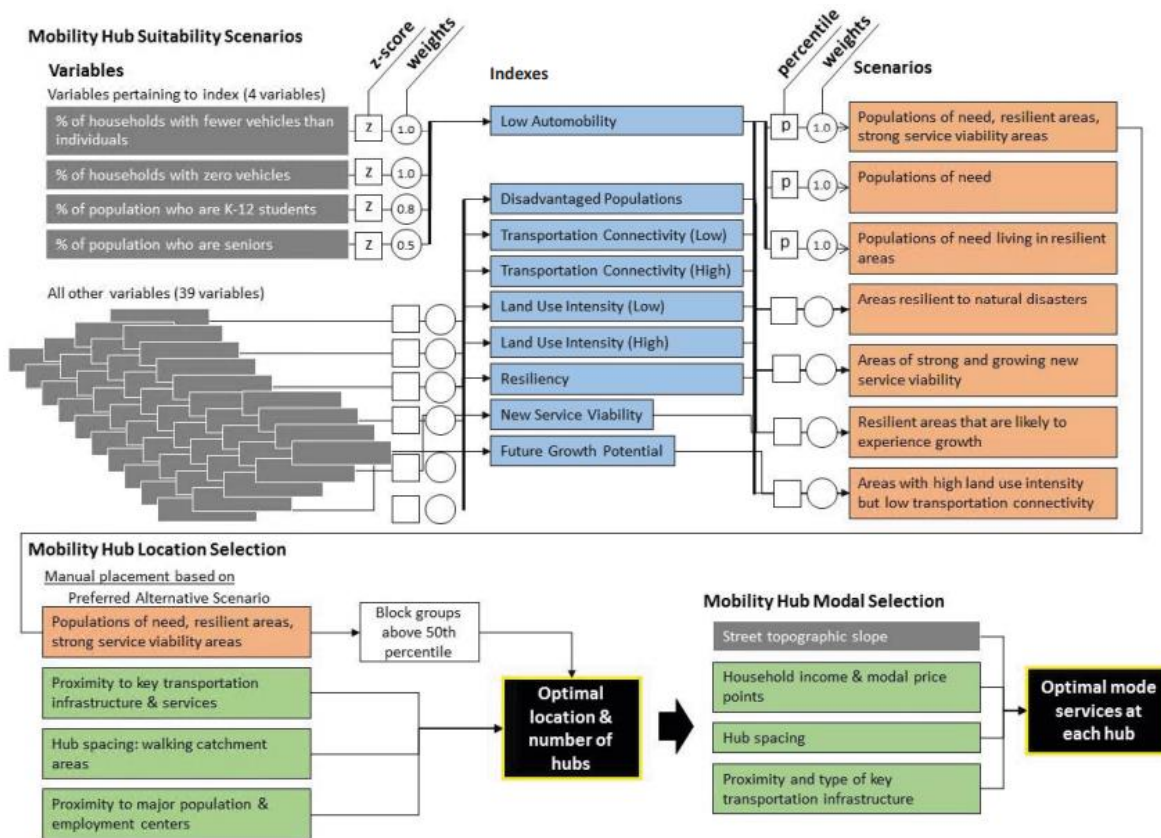 Mobility Hub Suitability Scenarios
z-score
weights
percentile
weights
Variables
Indexes
Scenarios
Variables pertaining to index (4 variables)
% of households with fewer vehicles than
individuals
z
1.0
Low Automobility
p
1.0
Populations of need, resilient areas,
strong service viability areas
% of households with zero vehicles
z
1.0
% of population who are K-12 students
z
0.8
Disadvantaged Populations
p
1.0
Populations of need
% of population who are seniors
z
0.5
Transportation Connectivity (Low)
p
1.0
Populations of need living in resilient
areas
Transportation Connectivity (High)
All other variables (39 variables)
Land Use Intensity (Low)
Areas resilient to natural disasters
Land Use Intensity (High)
Areas of strong and growing new
service viability
Resiliency
New Service Viability
Resilient areas that are likely to
experience growth
Future Growth Potential
Areas with high land use intensity
but low transportation connectivity
Mobility Hub Location Selection
Manual placement based on
Preferred Alternative Scenario
Populations of need, resilient areas,
strong service viability areas
Block groups
above 50th
percentile
Proximity to key transportation
infrastructure & services
Hub spacing: walking catchment
areas
Proximity to major population &
employment centers
Optimal
location &
number of
hubs
Mobility Hub Modal Selection
Street topographic slope
Household income & modal price
points
Hub spacing
Proximity and type of key
transportation infrastructure
Optimal mode
services at
each hub